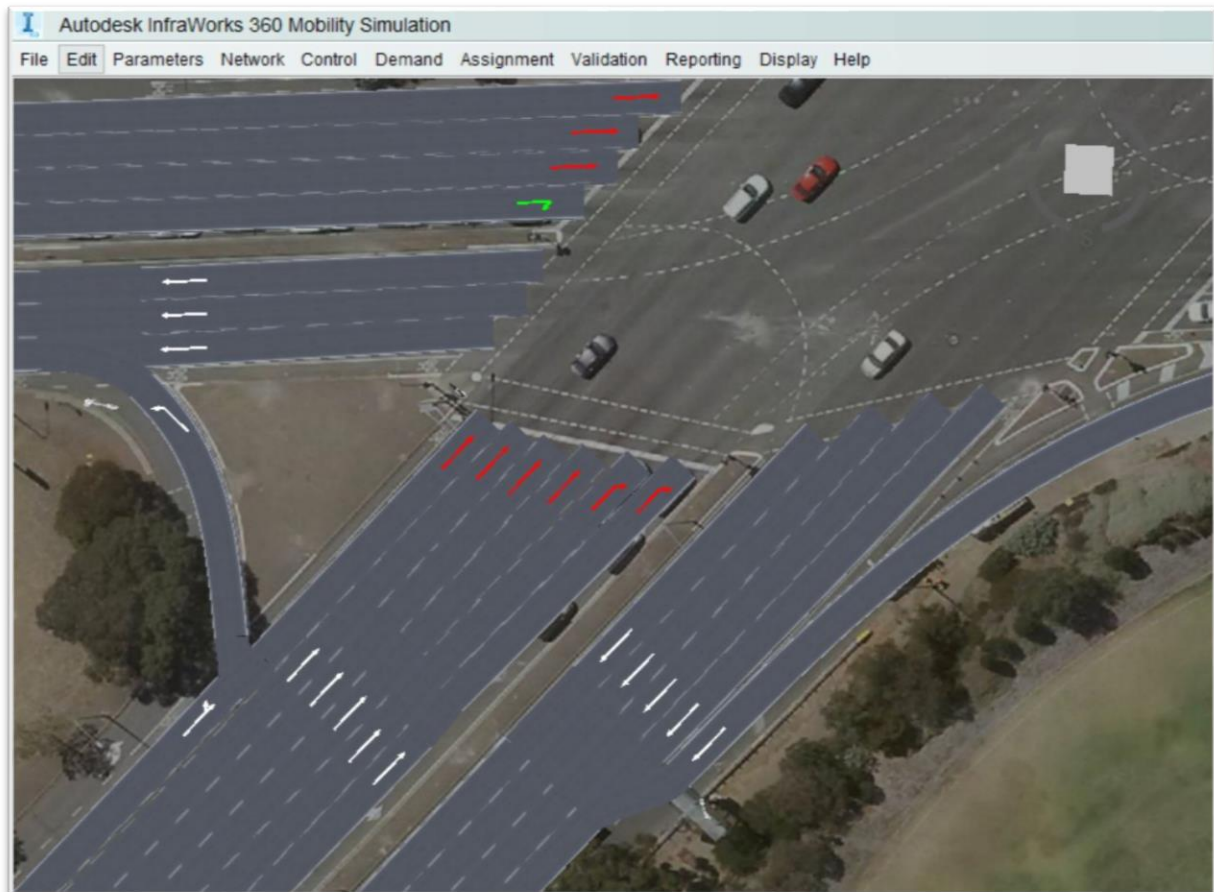 Autodesk InfraWorks 360 Mobility Simulation
File Edit Parameters Network Control Demand Assignment Validation Reporting Display Help